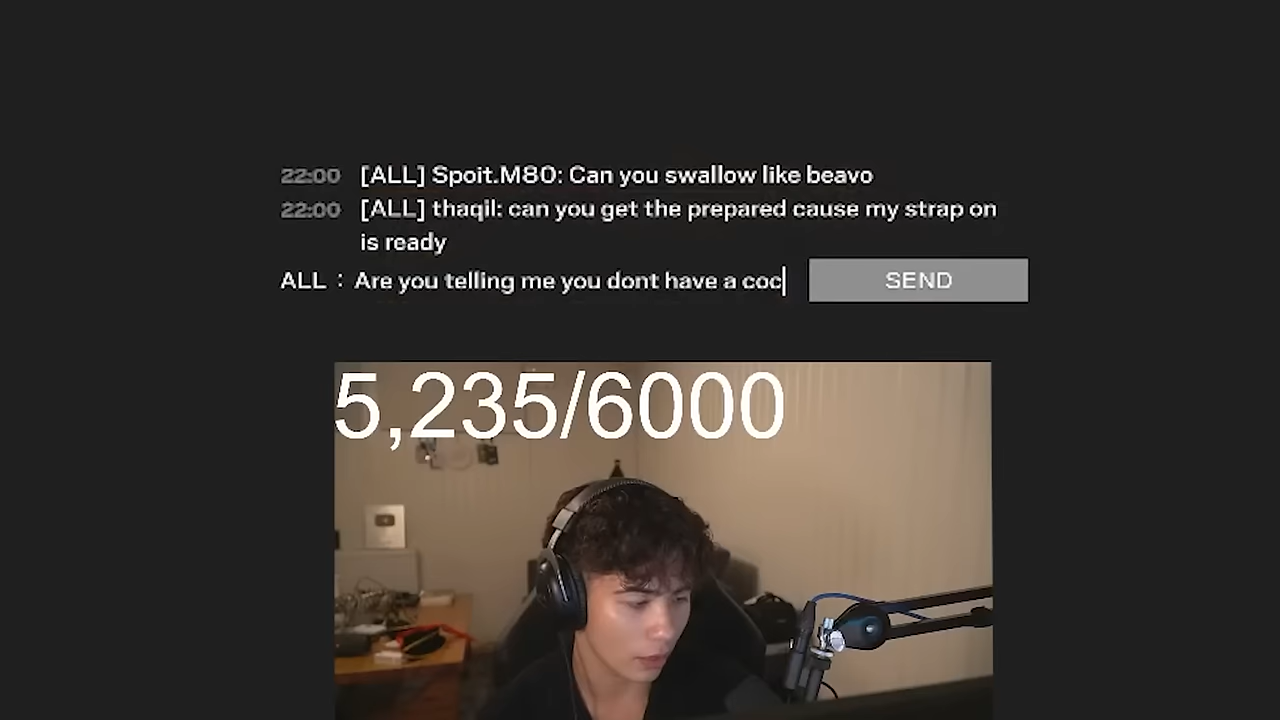 22:00 [ALL] Spoit.M80: Can you swallow like beavo
22:00 [ALL] thaqil: can you get the prepared cause my strap on
is ready
ALL : Are you telling me you dont have a coc
SEND
5,235/6000